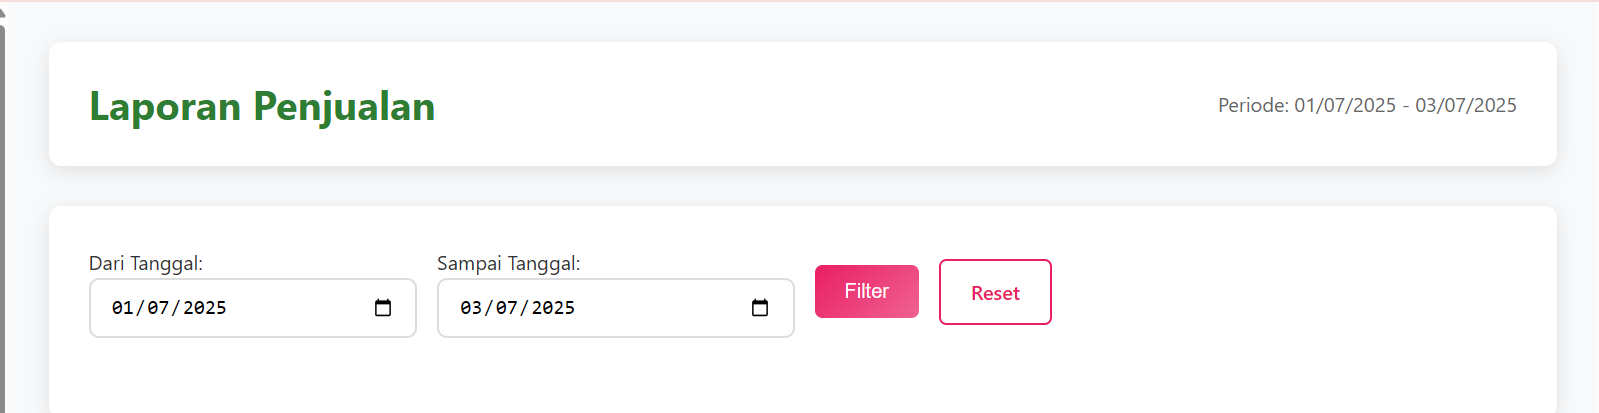 Laporan Penjualan
Periode: 01/07/2025 - 03/07/2025
Dari Tanggal:
Sampai Tanggal:
01/07/2025
03/07/2025
Filter
Reset